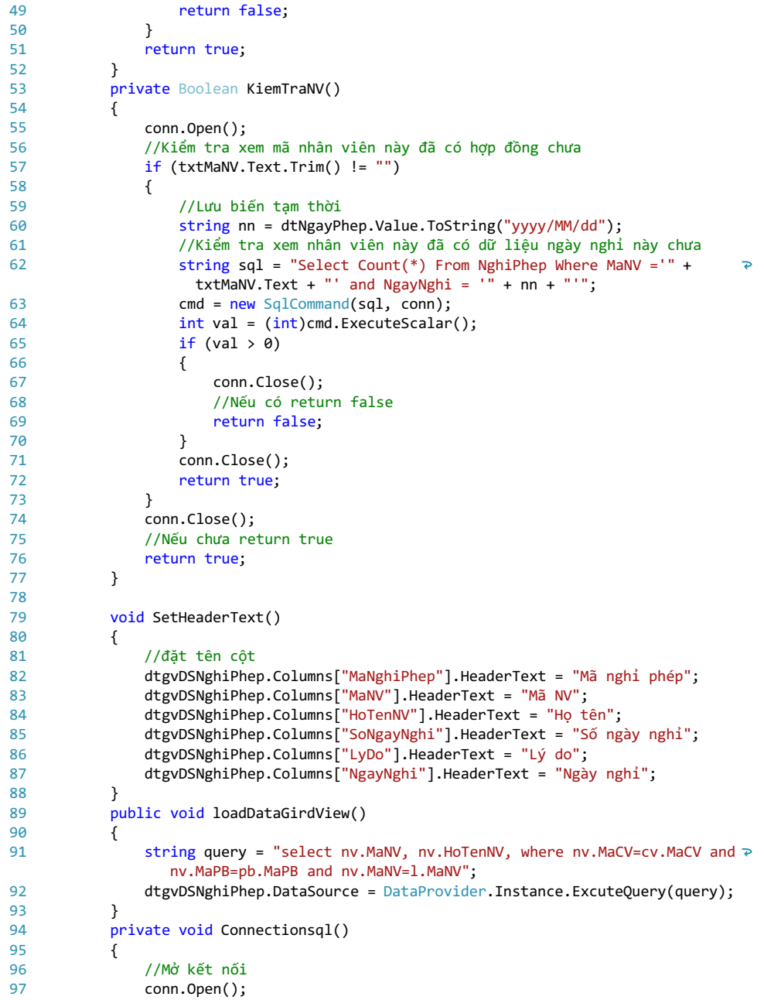 49 return false;
50 }
51 return true;
52 }
53 private Boolean KiemTraNV()
54 {
55 conn.Open();
56 //Kiểm tra xem mã nhân viên này đã có hợp đồng chưa
57 if (txtMaNV.Text.Trim() != "")
58 {
59 //Lưu biến tạm thời
60 string nn = dtNgayPhep.Value.ToString("yyyy/MM/dd");
61 //Kiểm tra xem nhân viên này đã có dữ liệu ngày nghỉ này chưa
62 string sql = "Select Count(*) From NghiPhep Where MaNV ='" +
txtMaNV.Text + "' and NgayNghi = '" + nn + "'";
63 cmd = new SqlCommand(sql, conn);
64 int val = (int)cmd.ExecuteScalar();
65 if (val > 0)
66 {
67 conn.Close();
68 //Nếu có return false
69 return false;
70 }
71 conn.Close();
72 return true;
73 }
74 conn.Close();
75 //Nếu chưa return true
76 return true;
77 }
78
79 void SetHeaderText()
80 {
81 //đặt tên cột
82 dtgvDSNghiPhep.Columns["MaNghiPhep"].HeaderText = "Mã nghỉ phép";
83 dtgvDSNghiPhep.Columns["MaNV"].HeaderText = "Mã NV";
84 dtgvDSNghiPhep.Columns["HoTenNV"].HeaderText = "Họ tên";
85 dtgvDSNghiPhep.Columns["SoNgayNghi"].HeaderText = "Số ngày nghỉ";
86 dtgvDSNghiPhep.Columns["LyDo"].HeaderText = "Lý do";
87 dtgvDSNghiPhep.Columns["NgayNghi"].HeaderText = "Ngày nghỉ";
88 }
89 public void loadDataGirdView()
90 {
91 string query = "select nv.MaNV, nv.HoTenNV, where nv.MaCV=cv.MaCV and
nv.MaPB=pb.MaPB and nv.MaNV=l.MaNV";
92 dtgvDSNghiPhep.DataSource = DataProvider.Instance.ExcuteQuery(query);
93 }
94 private void Connectionsql()
95 {
96 //Mở kết nối
97 conn.Open();